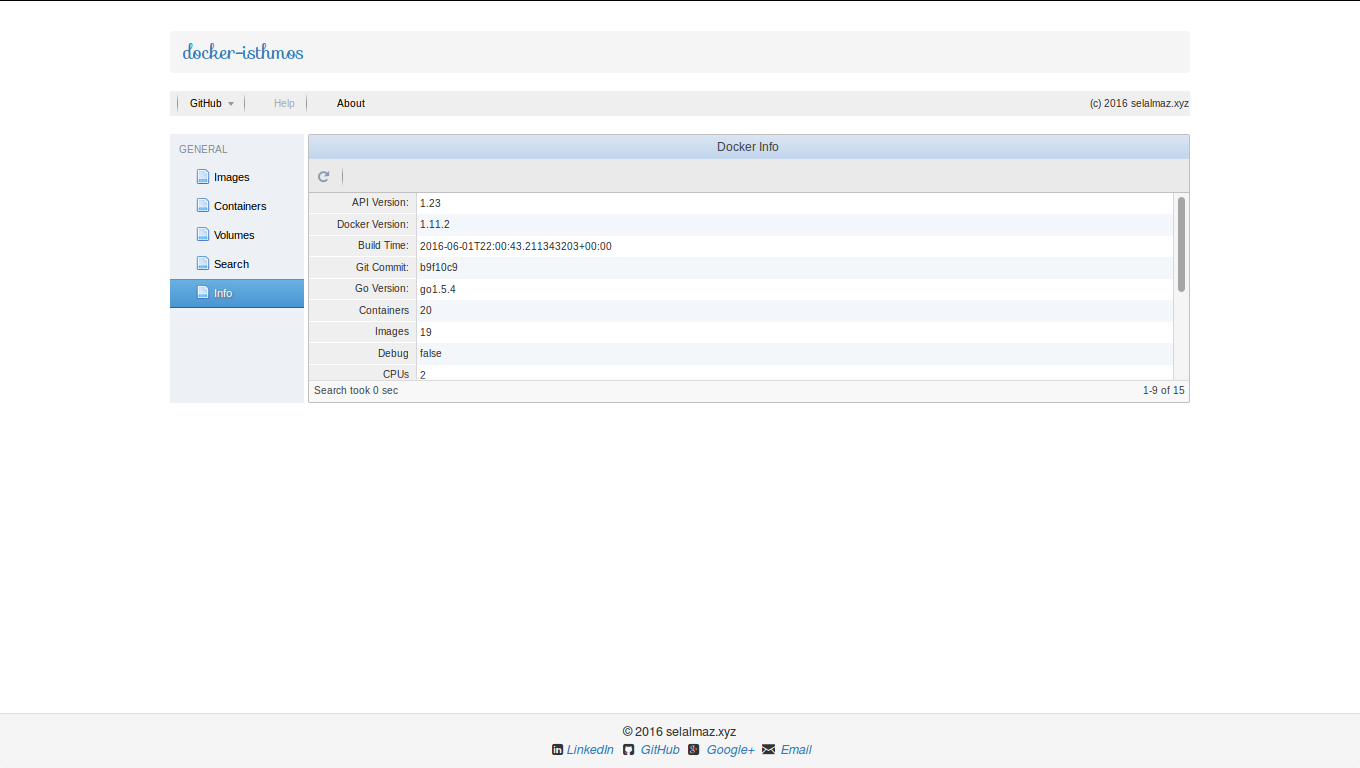 docker-isthmos
GitHub Help About (c) 2016 selalmaz.xyz
GENERAL
Images
Containers
Volumes
Search
Info
Docker Info
API Version: 1.23
Docker Version: 1.11.2
Build Time: 2016-06-01T22:00:43.211343203+00:00
Git Commit: b9f10c9
Go Version: go1.5.4
Containers 20
Images 19
Debug false
CPUs 2
Search took 0 sec 1-9 of 15
© 2016 selalmaz.xyz
LinkedIn GitHub Google+ Email